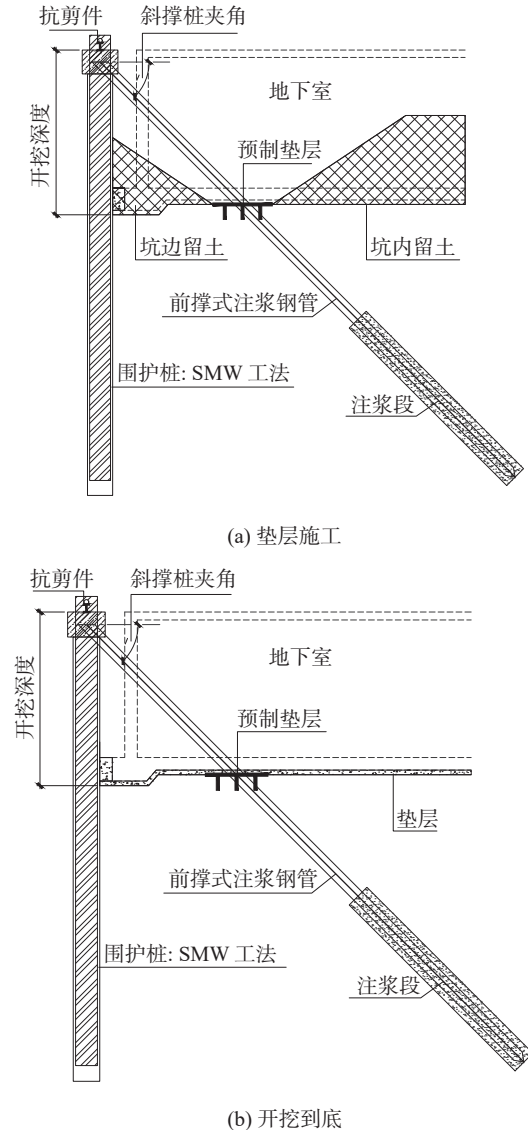 抗剪件
斜撑桩夹角
地下室
开挖深度
预制垫层
坑边留土
坑内留土
前撑式注浆钢管
围护桩: SMW 工法
注浆段
(a) 垫层施工
抗剪件
斜撑桩夹角
地下室
开挖深度
预制垫层
垫层
前撑式注浆钢管
围护桩: SMW 工法
注浆段
(b) 开挖到底